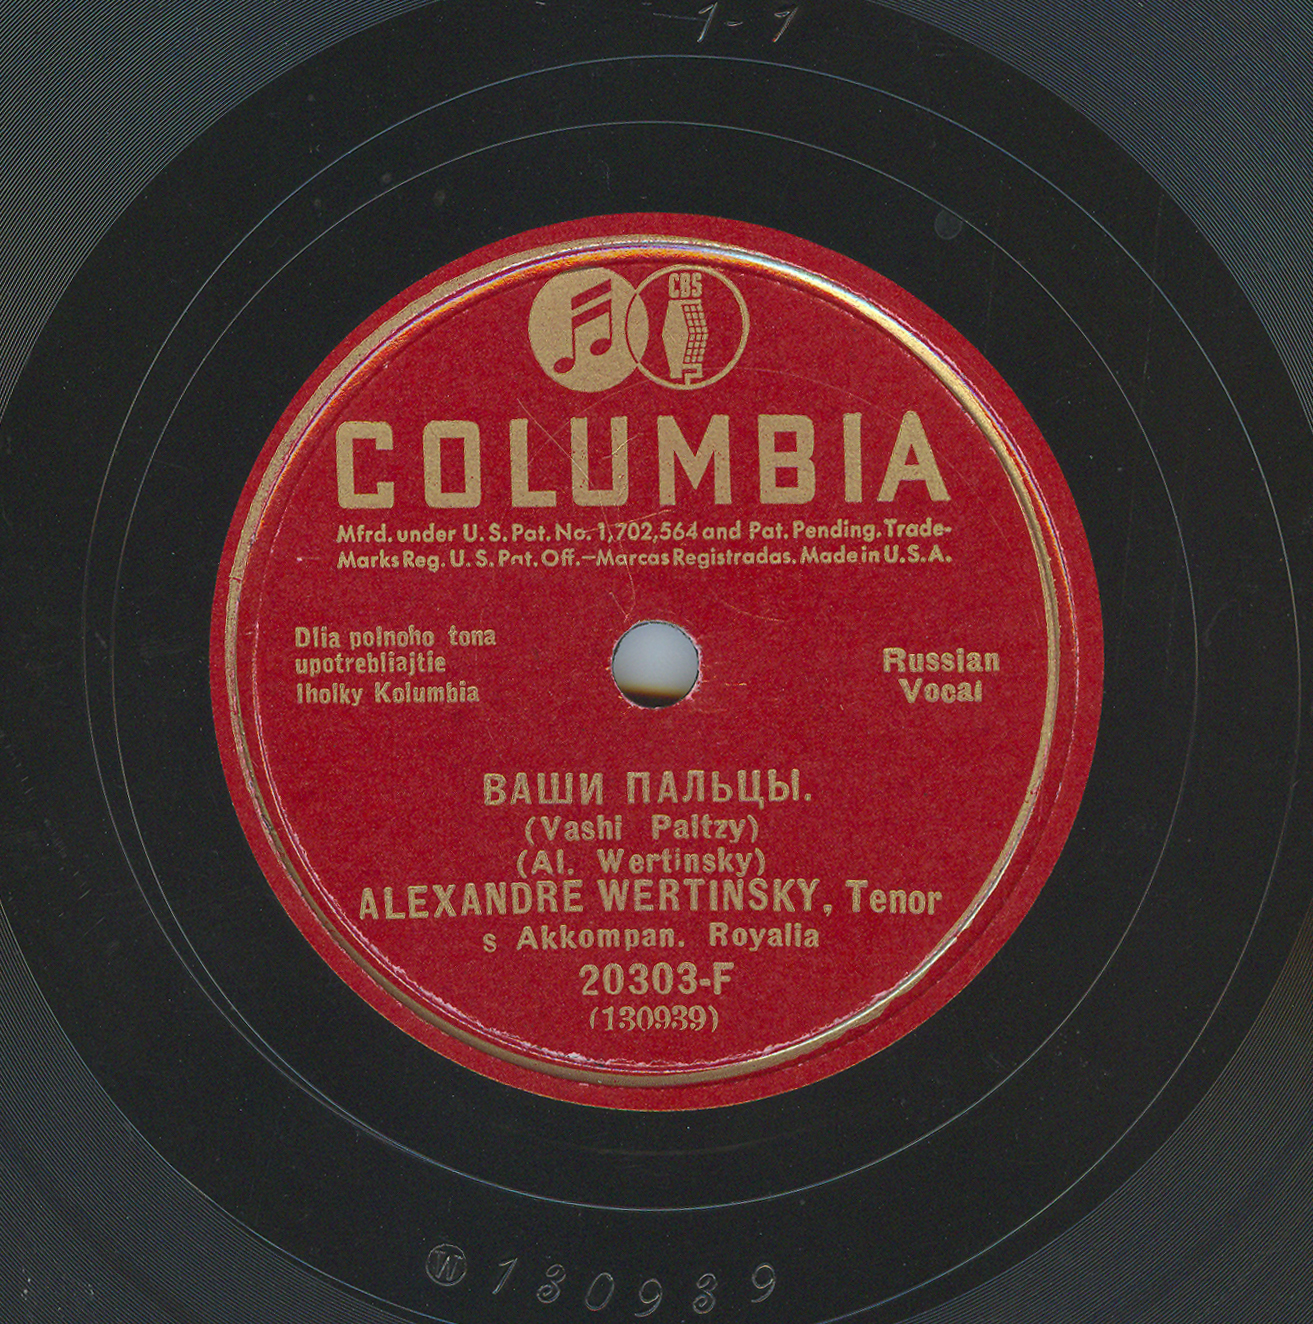 1-1
CBS
COLUMBIA
Mfrd. under U. S. Pat. No. 1,702,564 and Pat. Pending. Trade-
Marks Reg. U. S. Pat. Off.—Marcas Registradas. Made in U.S.A.
Dlia polnoho tona
upotrebliajtie
Iholky Kolumbia
Russian
Vocal
ВАШИ ПАЛЬЦЫ.
(Vashi Paltzy)
(Al. Wertinsky)
ALEXANDRE WERTINSKY, Tenor
s Akkompan. Royalia
20303-F
(130939)
W 130939